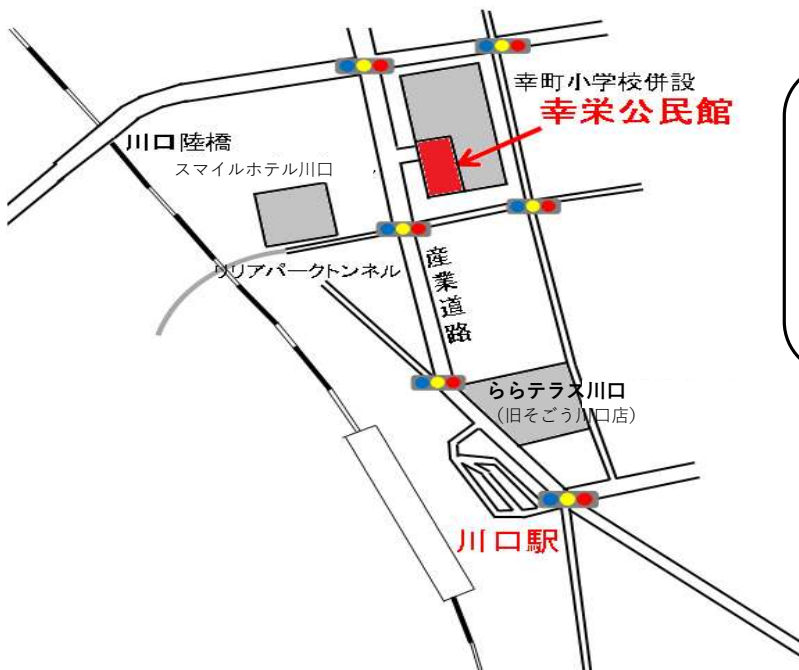 幸町小学校併設
幸栄公民館
川口陸橋
スマイルホテル川口
リリアパークトンネル
産業道路
ららテラス川口
（旧そごう川口店）
川口駅